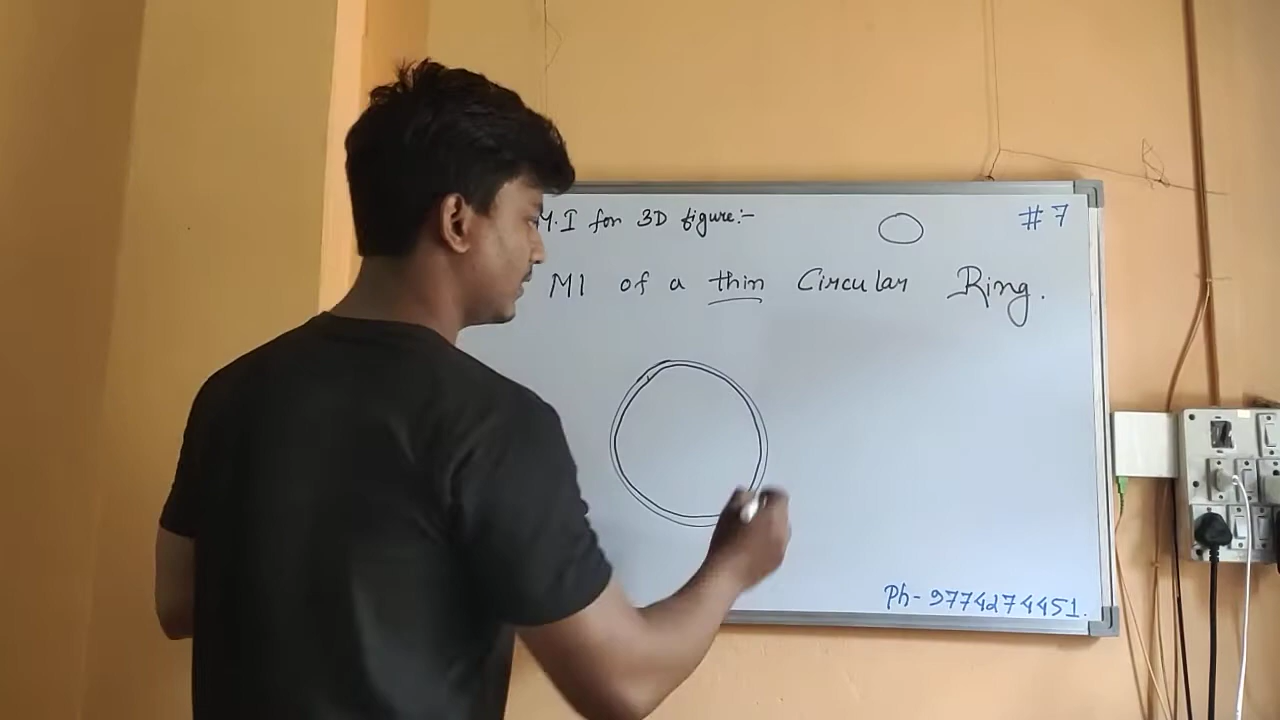 M.I for 3D figure:-
#7
MI of a thin Circular Ring.
Ph- 9774274451.